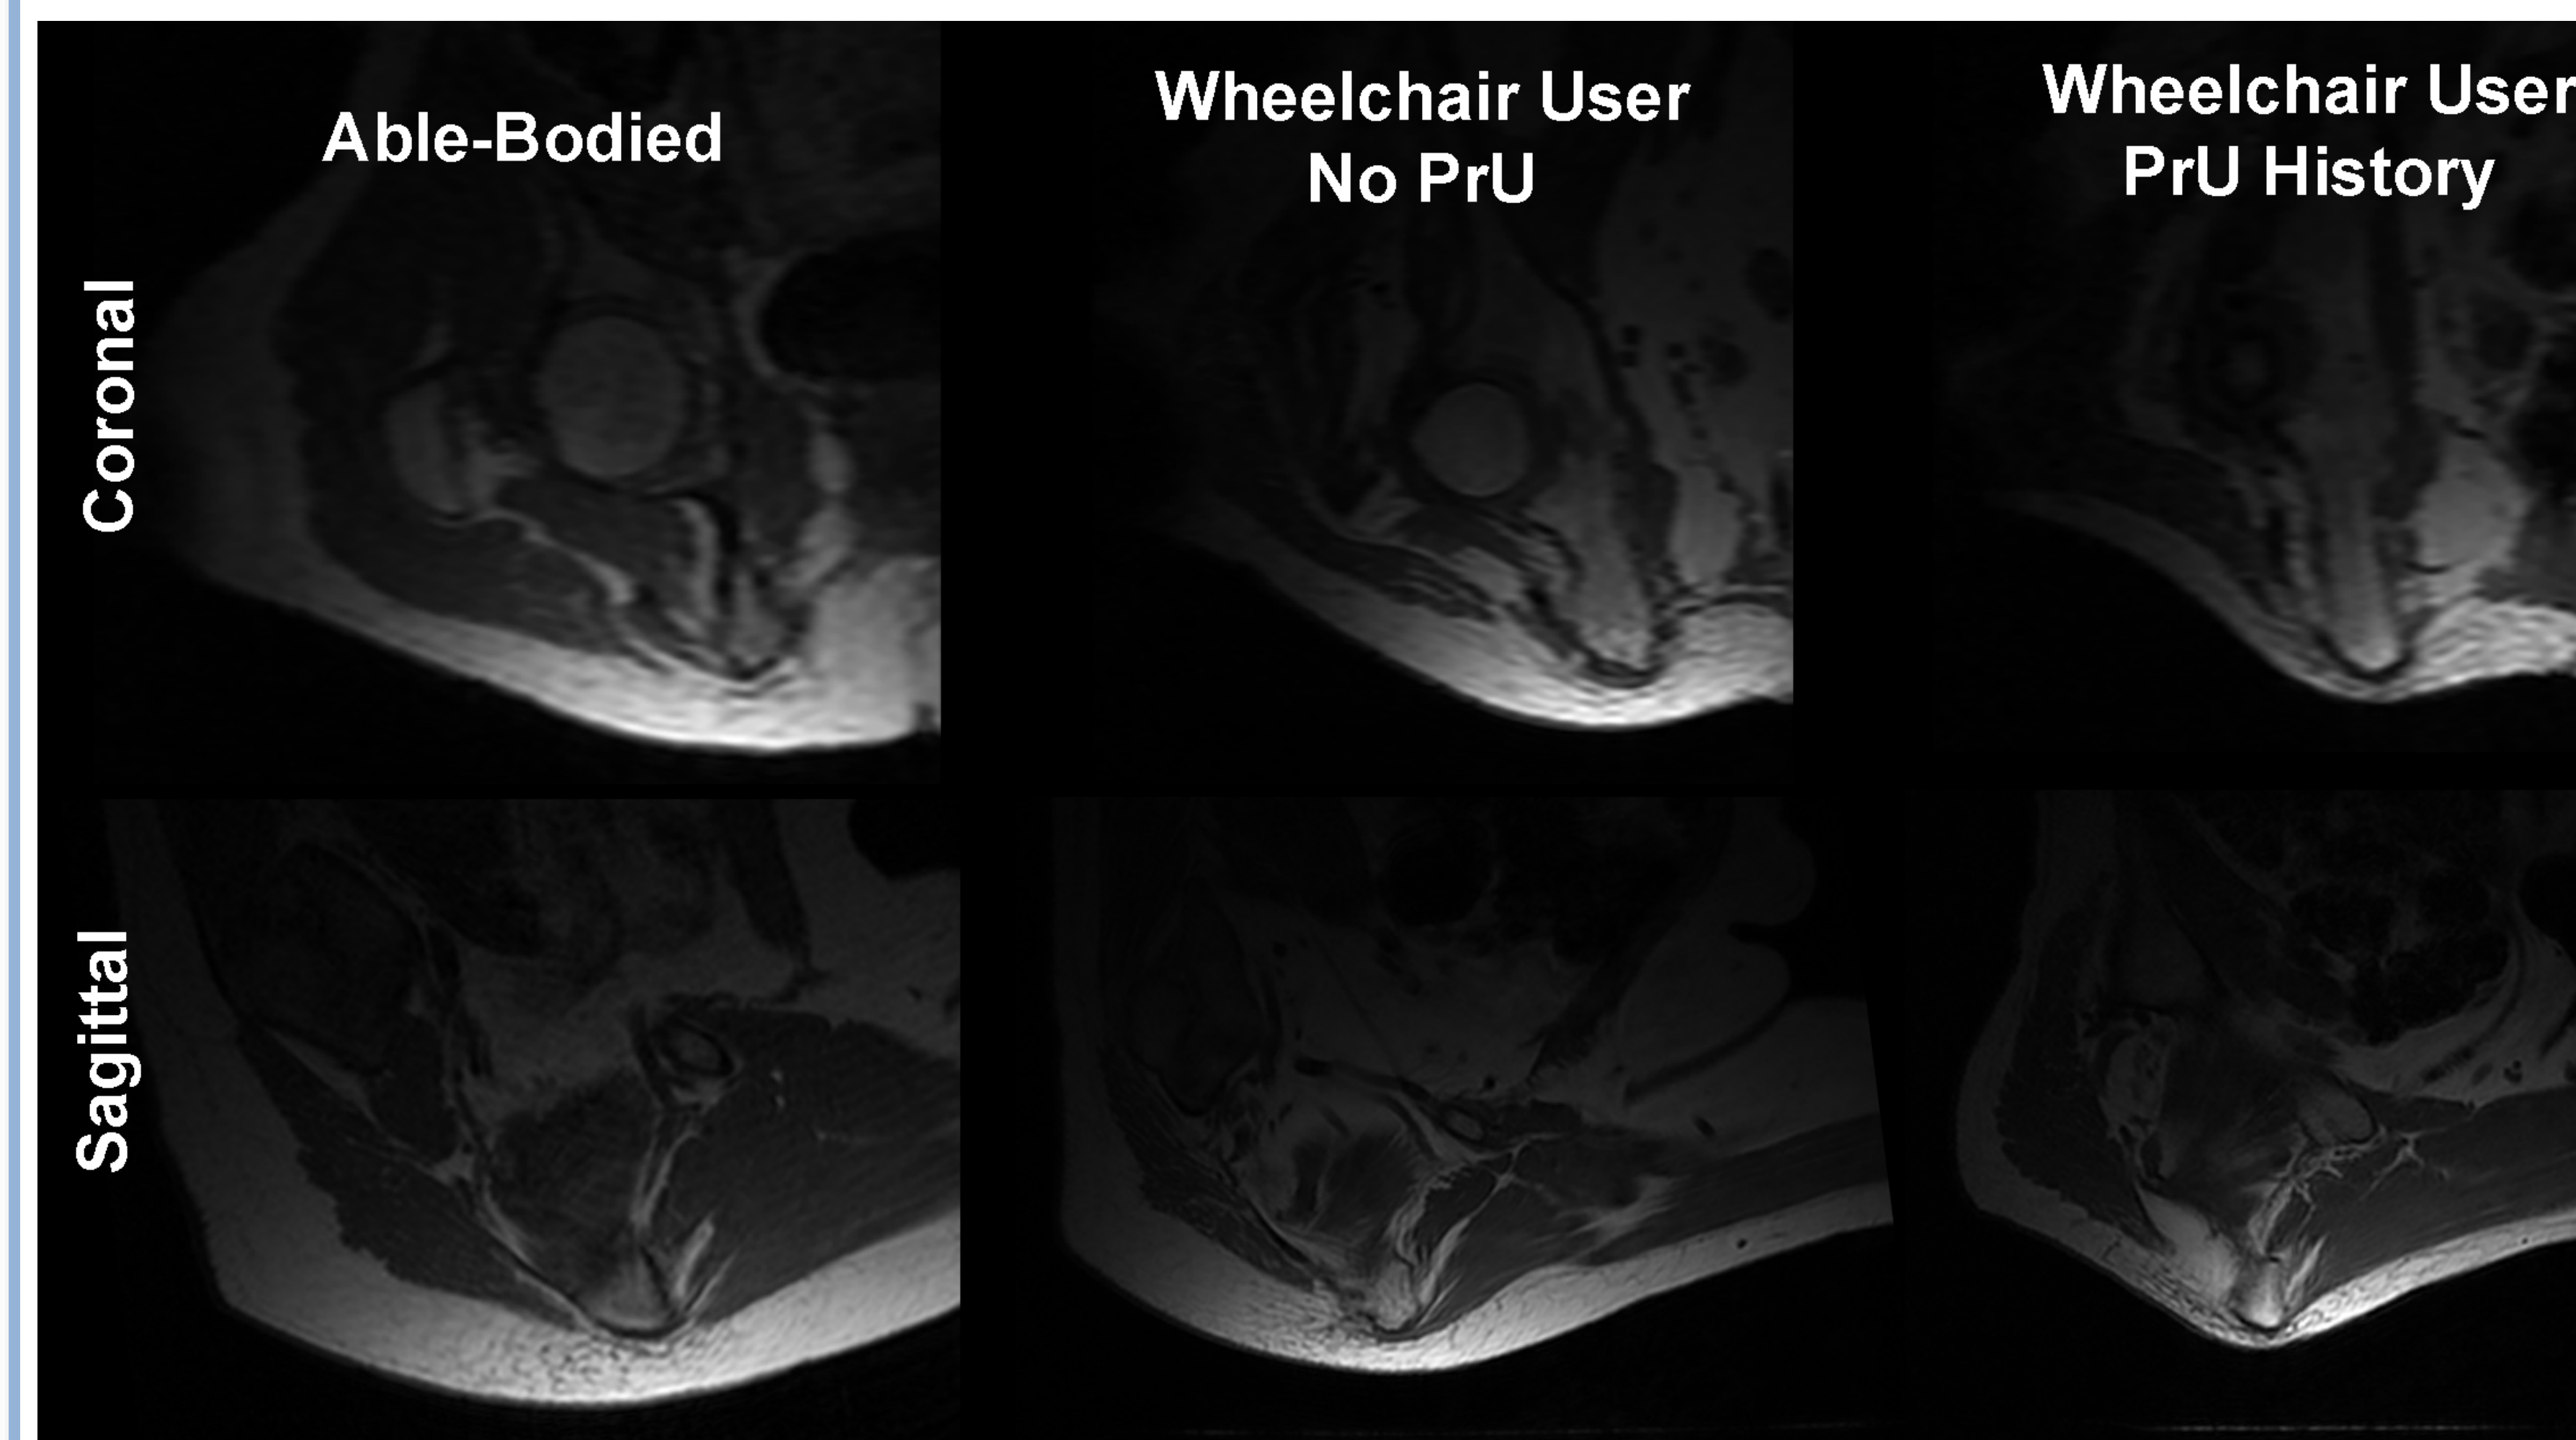 Able-Bodied
Wheelchair User
No PrU
Wheelchair User
PrU History
Coronal
Sagittal